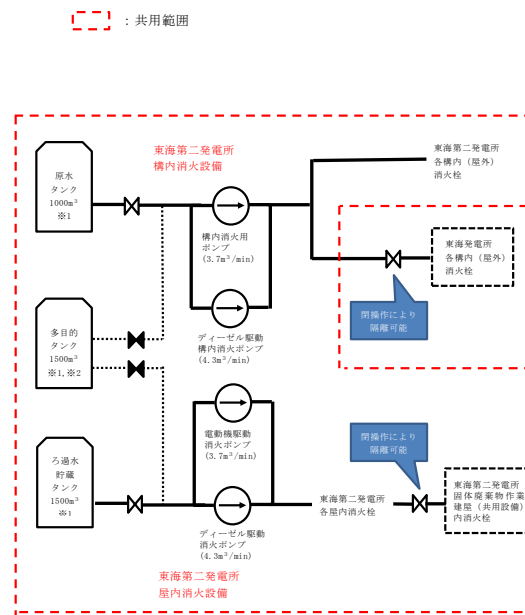 ：共用範囲
東海第二発電所
構内消火設備
原水
タンク
1000m³
※1
構内消火用
ポンプ
(3.7m³/min)
東海第二発電所
各構内（屋外）
消火栓
東海発電所
各構内（屋外）
消火栓
閉操作により
隔離可能
多目的
タンク
1500m³
※1,※2
ディーゼル駆動
構内消火ポンプ
(4.3m³/min)
電動機駆動
消火ポンプ
(3.7m³/min)
閉操作により
隔離可能
ろ過水
貯蔵
タンク
1500m³
※1
ディーゼル駆動
消火ポンプ
(4.3m³/min)
東海第二発電所
各屋内消火栓
東海第二発電所
固体廃棄物作業
建屋（共用設備）
内消火栓
東海第二発電所
屋内消火設備